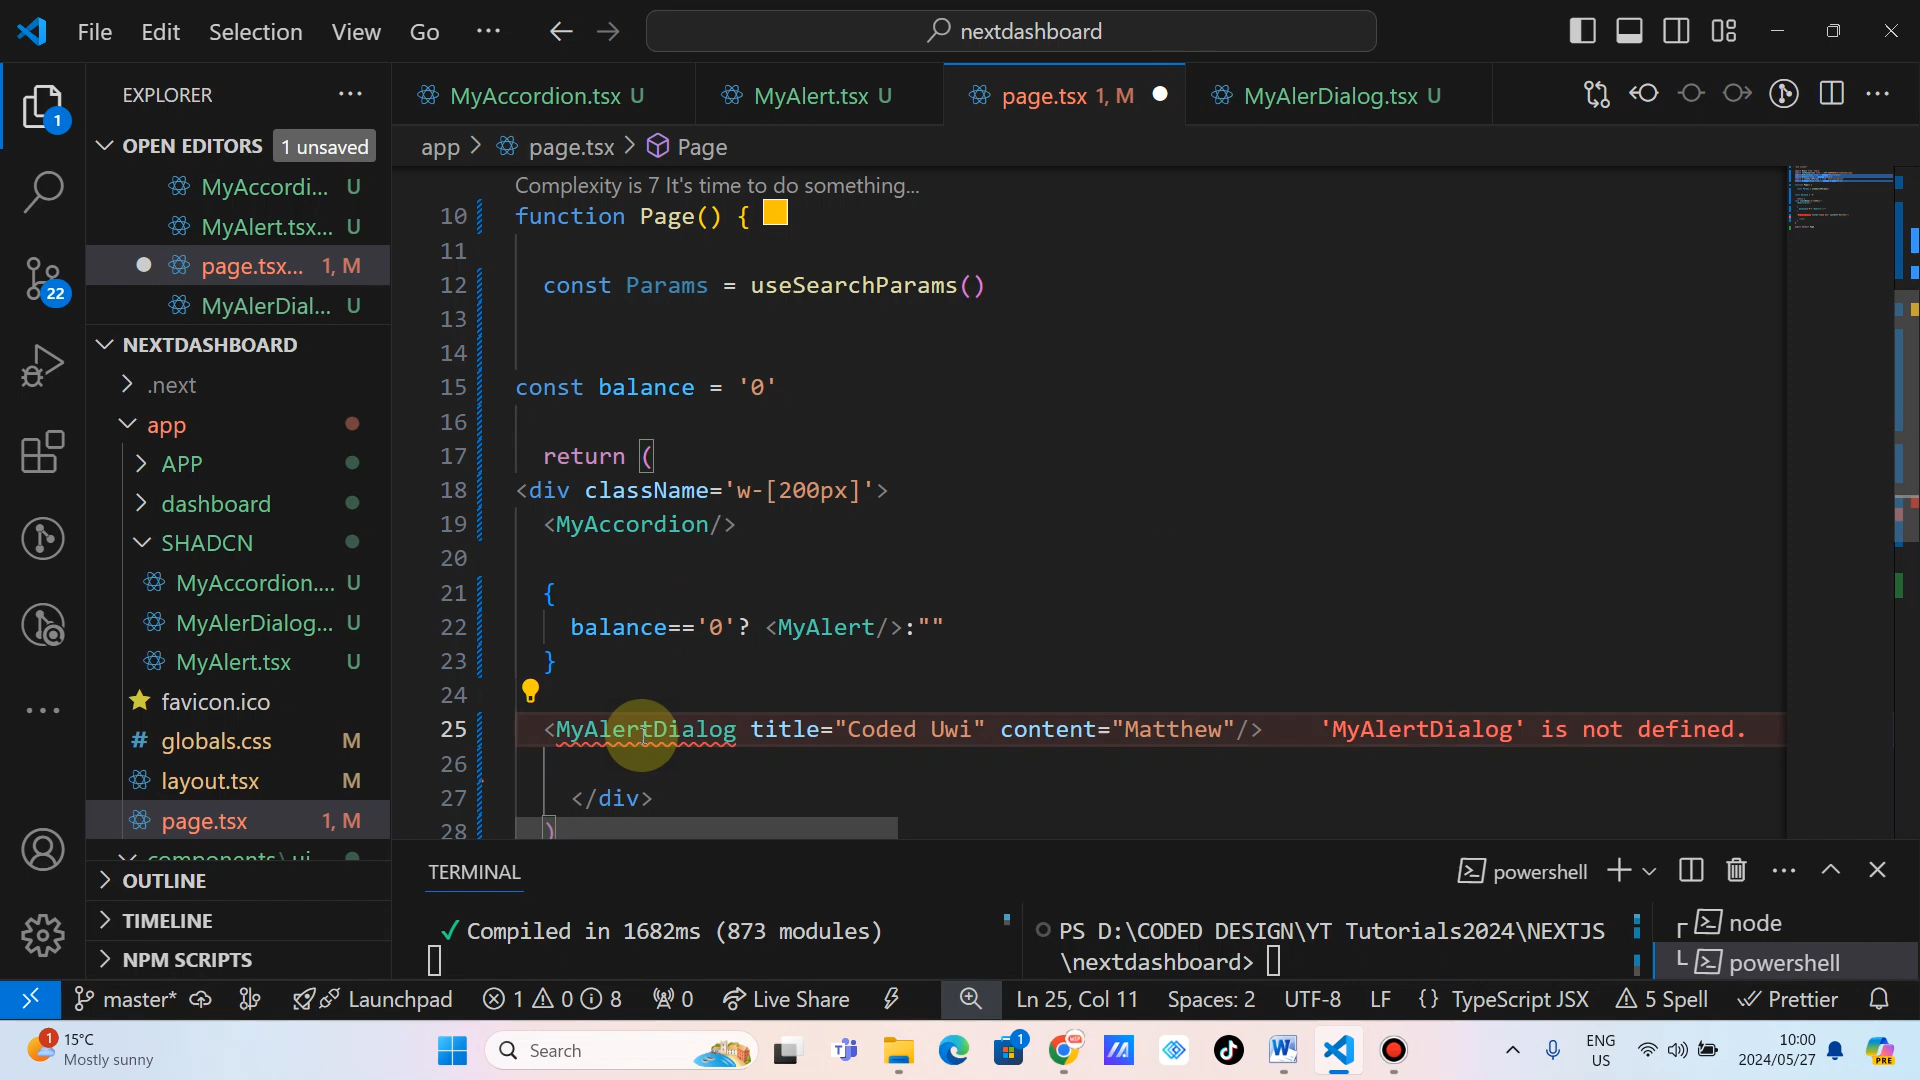 File Edit View Go ··· nextdashboard
EXPLORER ···
OPEN EDITORS 1 unsaved
MyAccordi... U
MyAlert.tsx... U
page.tsx... 1, M
MyAlerDial... U
NEXTDASHBOARD
.next
app
APP
dashboard
SHADCN
MyAccordion.... U
MyAlerDialog... U
MyAlert.tsx U
favicon.ico
globals.css M
layout.tsx M
page.tsx 1, M
OUTLINE
TIMELINE
NPM SCRIPTS
1
22
MyAccordion.tsx U MyAlert.tsx U page.tsx 1, M MyAlerDialog.tsx U
app > page.tsx > Page
Complexity is 7 It's time to do something...
10 function Page() {
11
12 const Params = useSearchParams()
13
14
15 const balance = '0'
16
17 return (
18 <div className='w-[200px]'>
19 <MyAccordion/>
20
21 {
22 balance=='0'? <MyAlert/>:""
23 }
24
25 <MyAlertDialog title="Coded Uwi" content="Matthew"/> 'MyAlertDialog' is not defined.
26
27 </div>
28 )
TERMINAL powershell
✓ Compiled in 1682ms (873 modules)
PS D:\CODED DESIGN\YT Tutorials2024\NEXTJS
\nextdashboard>
node
powershell
master* Launchpad 1 0 8 0 Live Share Ln 25, Col 11 Spaces: 2 UTF-8 LF {} TypeScript JSX 5 Spell Prettier
1 15°C
Mostly sunny
Search
1
ENG
US
10:00
2024/05/27
PRE